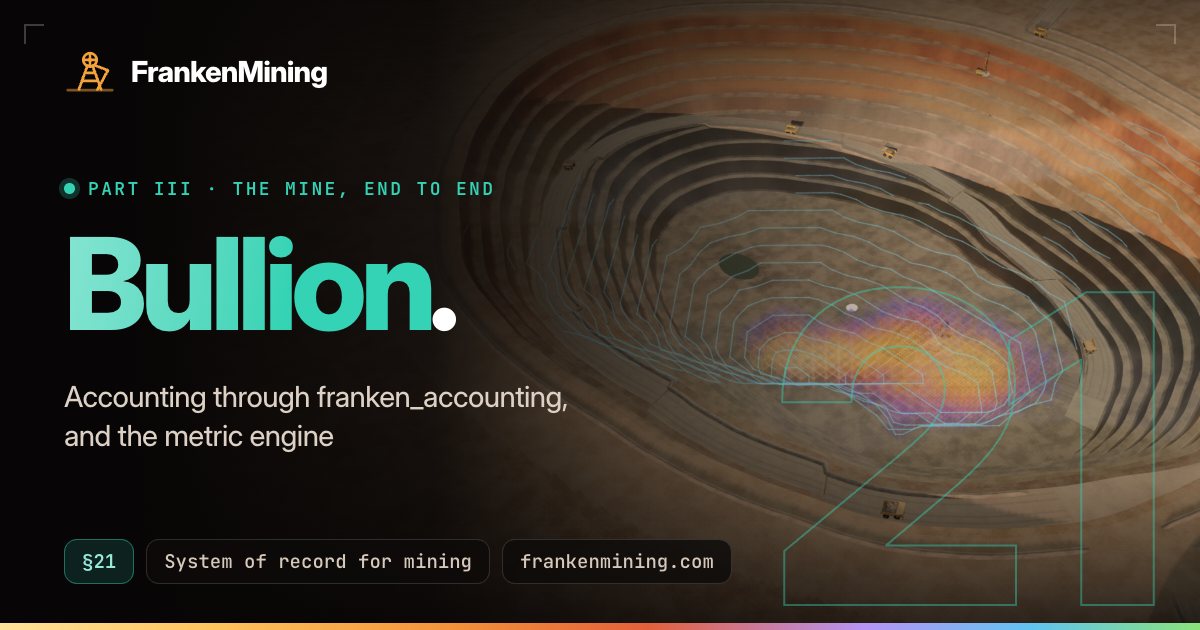 FrankenMining
PART III · THE MINE, END TO END
Bullion.
Accounting through franken_accounting,
and the metric engine
§21
System of record for mining
frankenmining.com
21